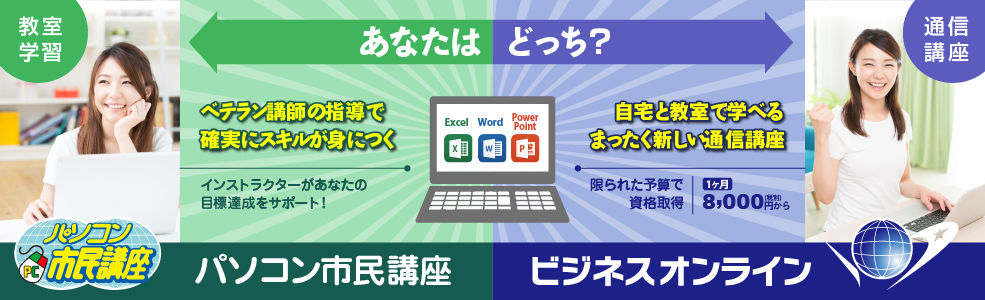 教室
学習
あなたは どっち?
通信
講座
ベテラン講師の指導で
確実にスキルが身につく
インストラクターがあなたの
目標達成をサポート!
Excel Word Power
Point
X W P
自宅と教室で学べる
まったく新しい通信講座
限られた予算で
資格取得
1ヶ月
8,000円から
(税別)
パソコン
市民講座
PC
パソコン市民講座
ビジネスオンライン